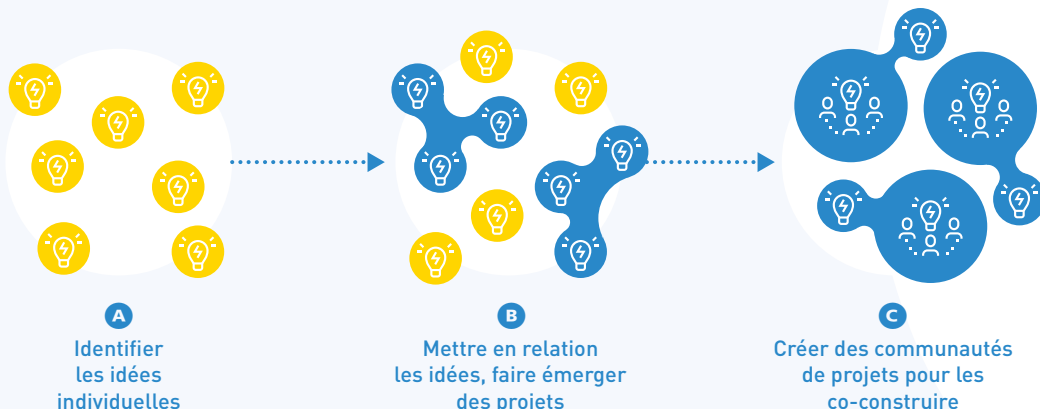 A
Identifier
les idées
individuelles
B
Mettre en relation
les idées, faire émerger
des projets
C
Créer des communautés
de projets pour les
co-construire